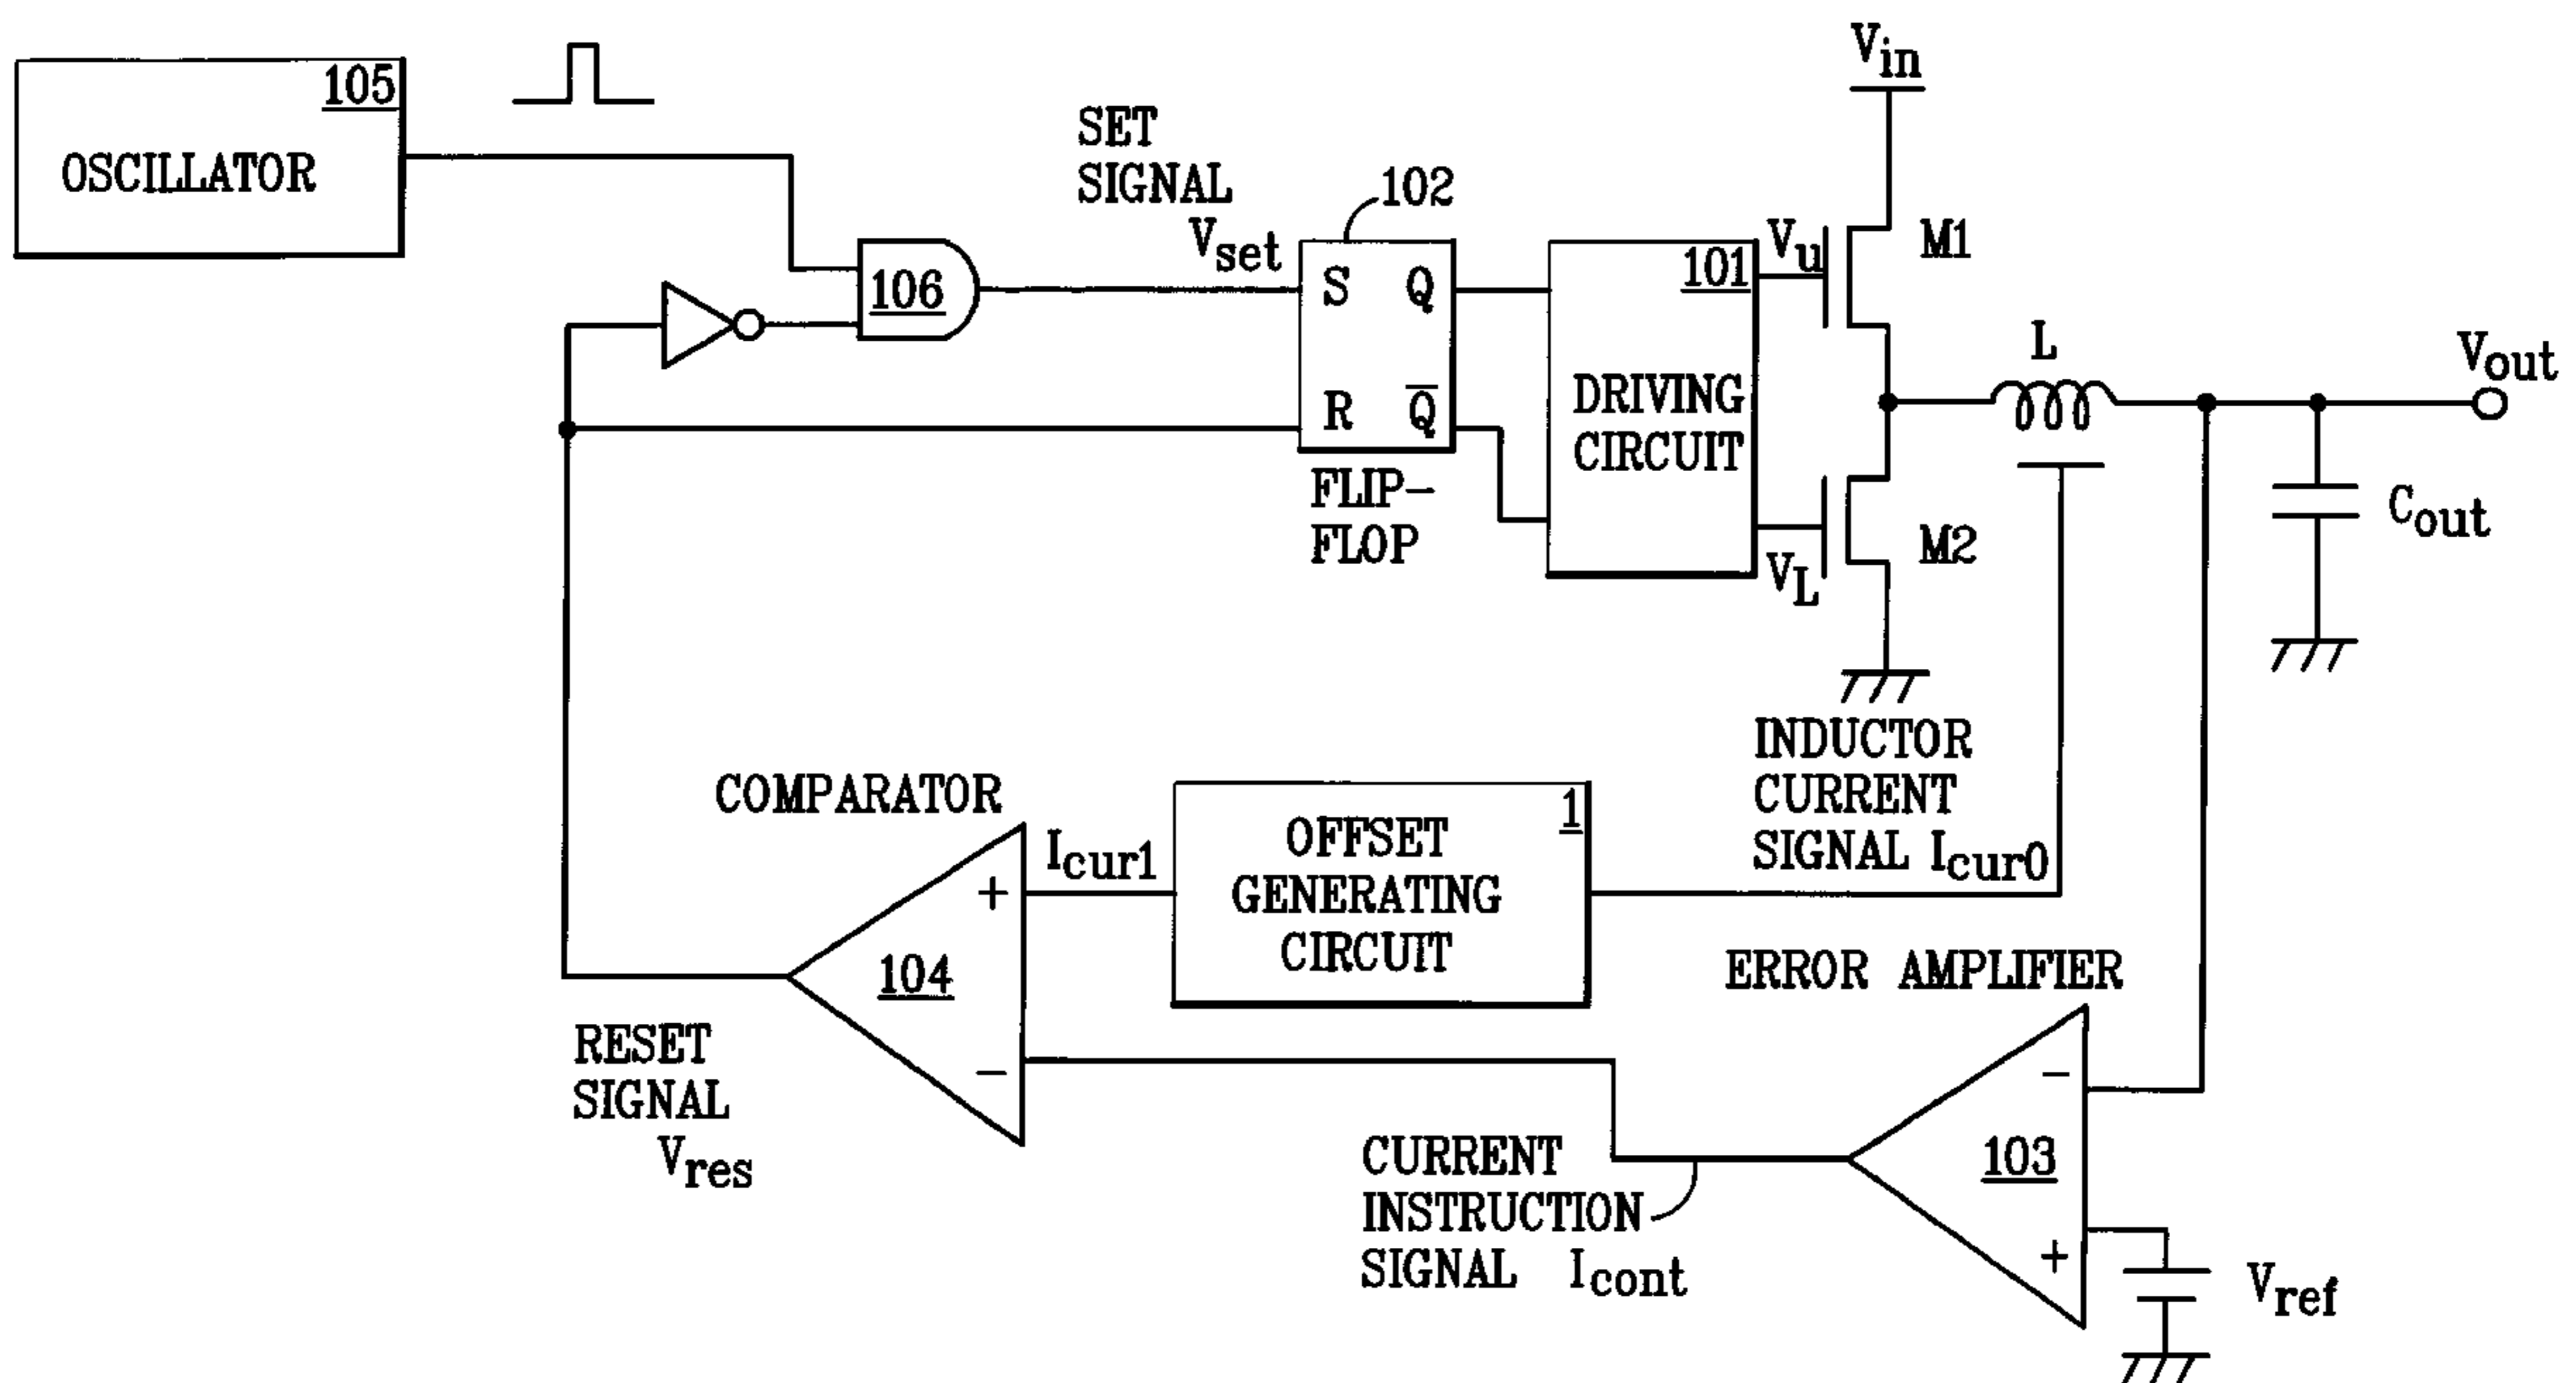 105
OSCILLATOR
SET
SIGNAL
Vset
102
106
S Q
R Q̅
FLIP-
FLOP
101
DRIVING
CIRCUIT
Vin
Vu
M1
VL
M2
L
Vout
Cout
INDUCTOR
CURRENT
SIGNAL Icur0
COMPARATOR
Icur1
1
OFFSET
GENERATING
CIRCUIT
+
104
−
RESET
SIGNAL
Vres
ERROR AMPLIFIER
−
103
+
CURRENT
INSTRUCTION
SIGNAL Icont
Vref